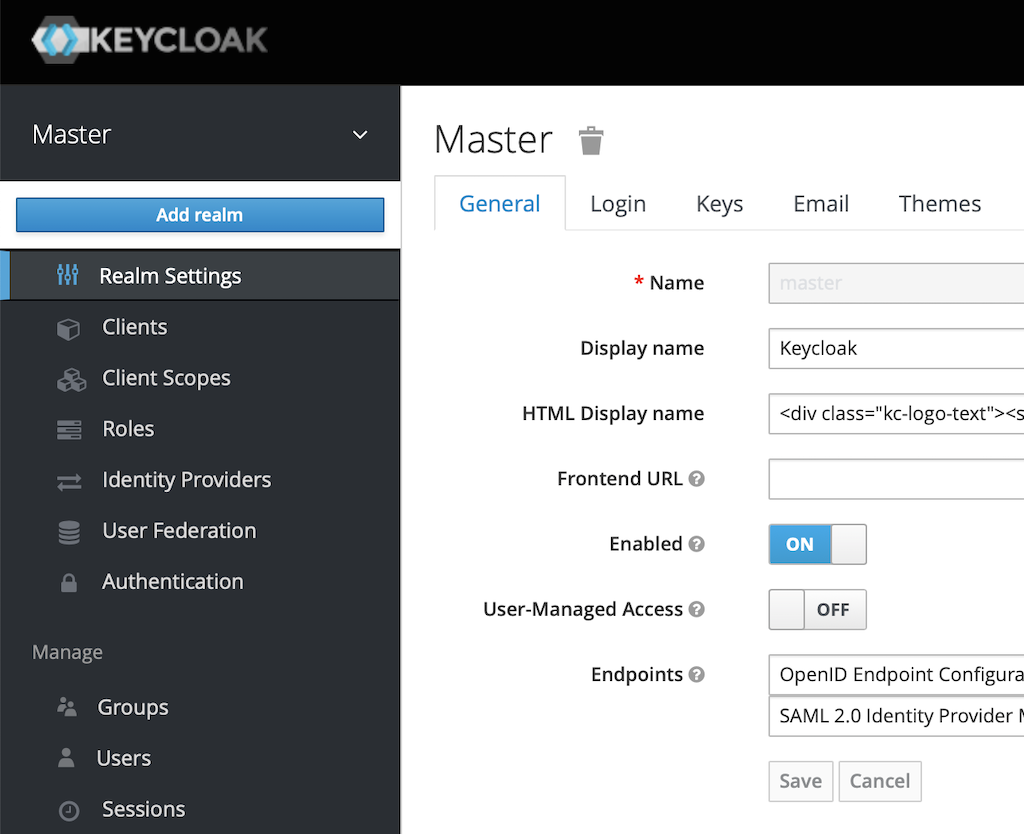 KEYCLOAK
Master
Add realm
Realm Settings
Clients
Client Scopes
Roles
Identity Providers
User Federation
Authentication
Manage
Groups
Users
Sessions
Master
General Login Keys Email Themes
* Name master
Display name Keycloak
HTML Display name <div class="kc-logo-text"><s
Frontend URL ?
Enabled ? ON
User-Managed Access ? OFF
Endpoints ? OpenID Endpoint Configura
SAML 2.0 Identity Provider M
Save Cancel